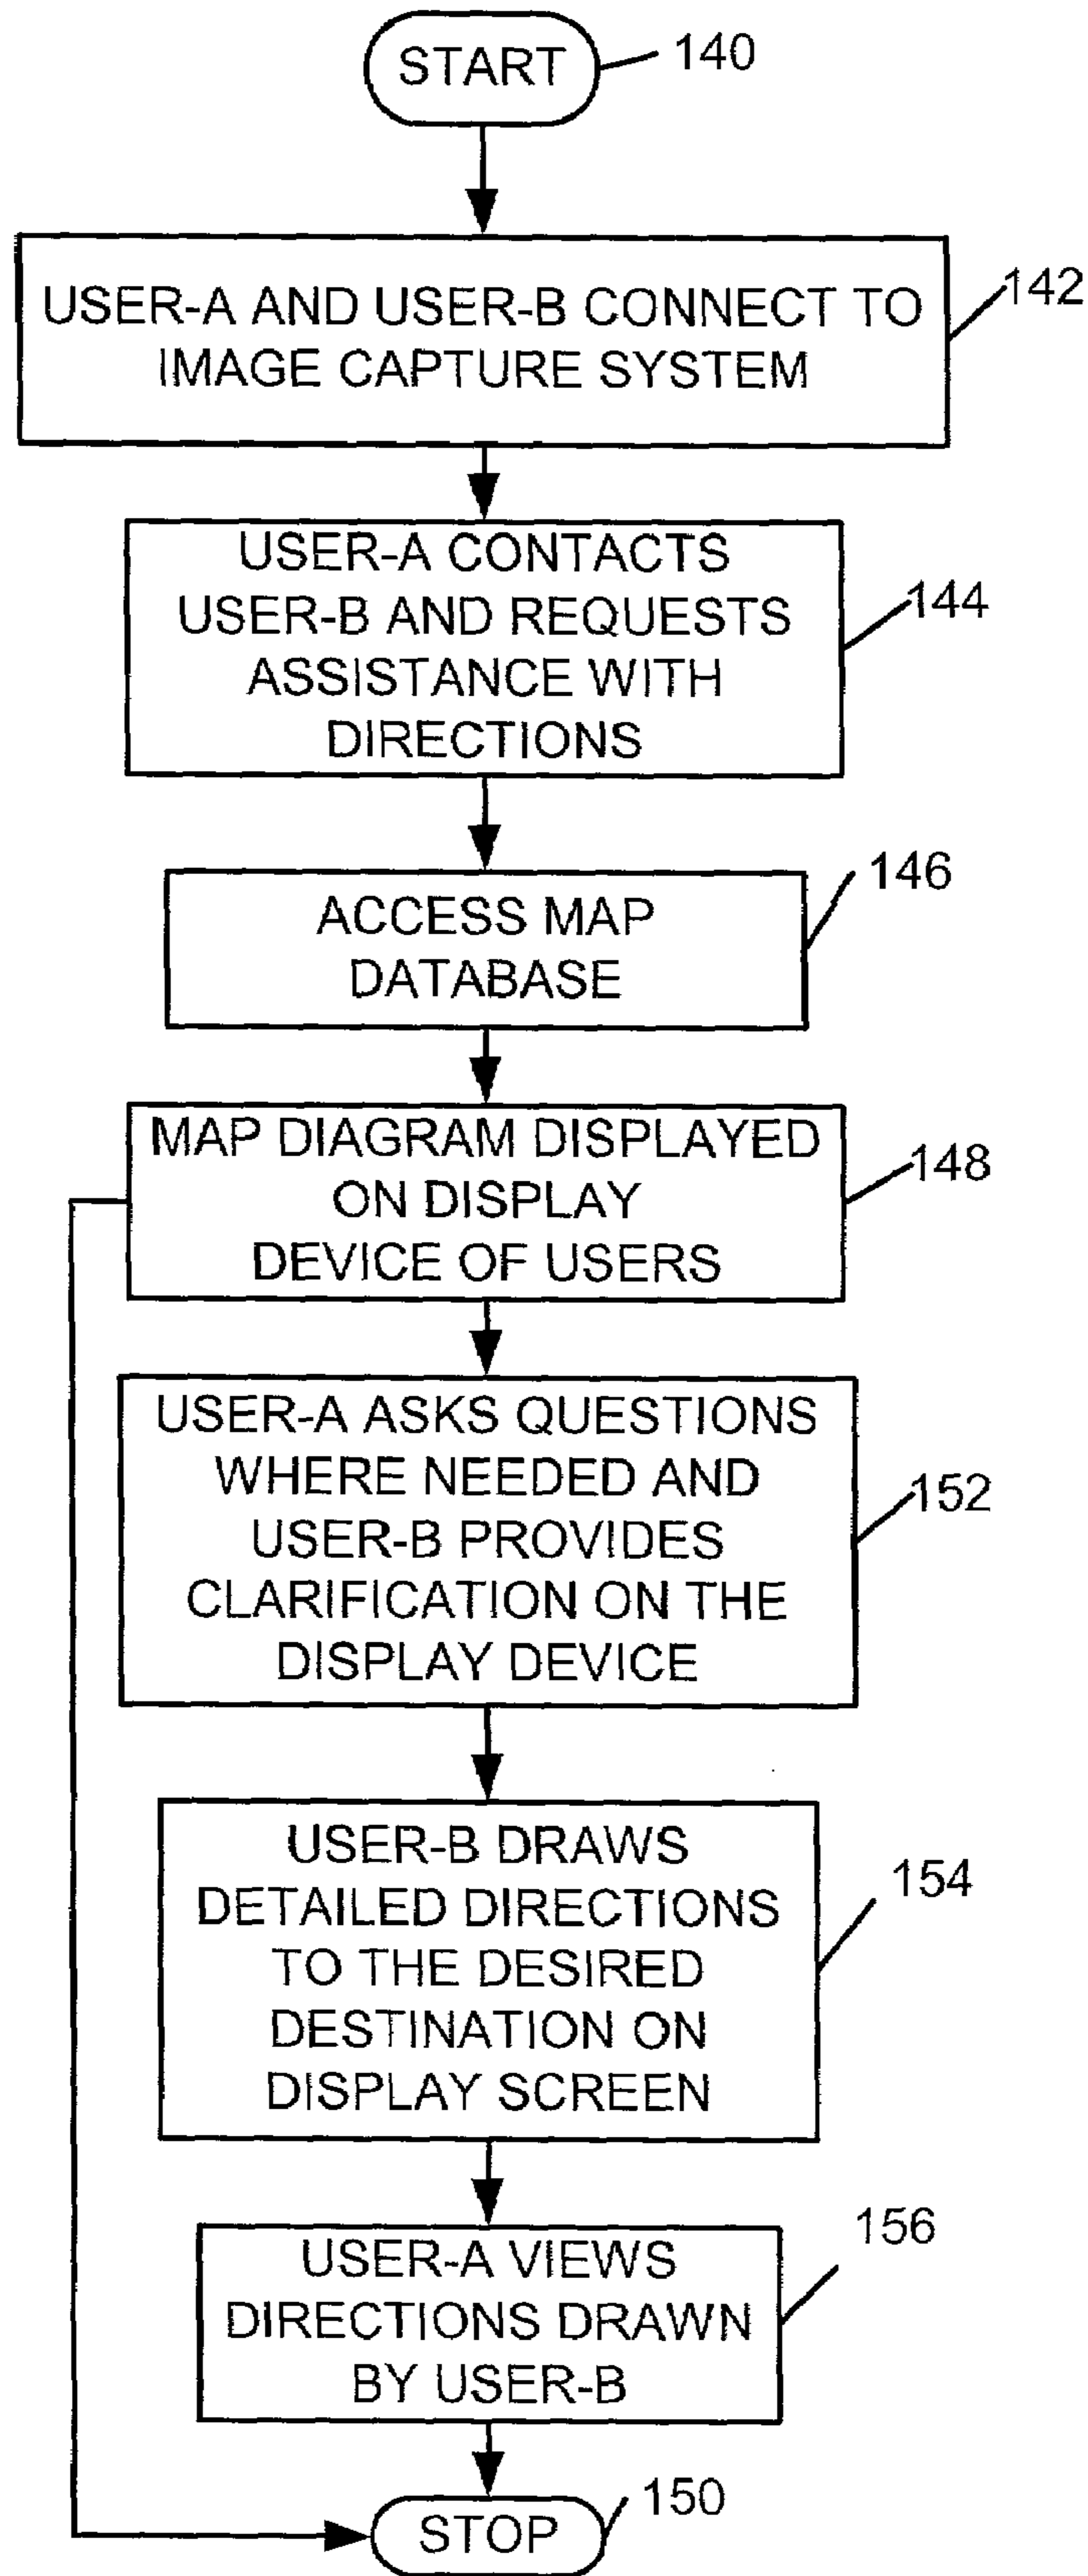 START
140
USER-A AND USER-B CONNECT TO
IMAGE CAPTURE SYSTEM
142
USER-A CONTACTS
USER-B AND REQUESTS
ASSISTANCE WITH
DIRECTIONS
144
ACCESS MAP
DATABASE
146
MAP DIAGRAM DISPLAYED
ON DISPLAY
DEVICE OF USERS
148
USER-A ASKS QUESTIONS
WHERE NEEDED AND
USER-B PROVIDES
CLARIFICATION ON THE
DISPLAY DEVICE
152
USER-B DRAWS
DETAILED DIRECTIONS
TO THE DESIRED
DESTINATION ON
DISPLAY SCREEN
154
USER-A VIEWS
DIRECTIONS DRAWN
BY USER-B
156
STOP
150